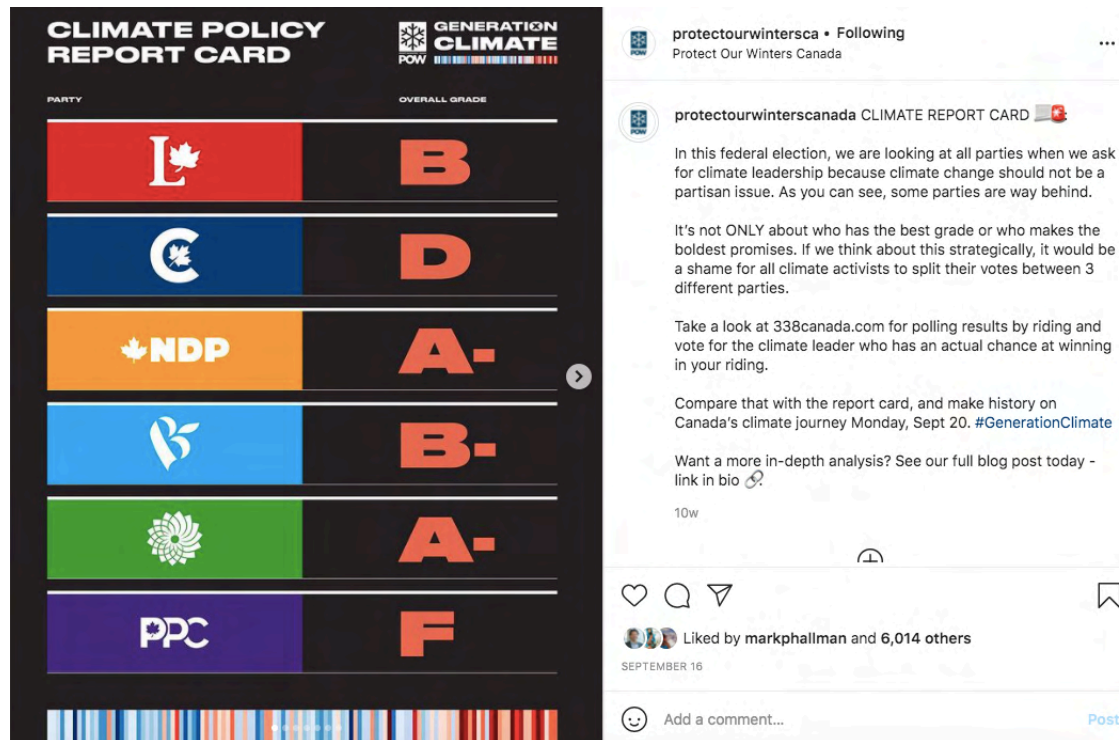 CLIMATE POLICY
REPORT CARD
POW
GENERATION
CLIMATE
PARTY
OVERALL GRADE
L
B
C
D
NDP
A-
B-
A-
PPC
F
protectourwintersca • Following
Protect Our Winters Canada
POW
protectourwinterscanada CLIMATE REPORT CARD
POW
In this federal election, we are looking at all parties when we ask
for climate leadership because climate change should not be a
partisan issue. As you can see, some parties are way behind.
It’s not ONLY about who has the best grade or who makes the
boldest promises. If we think about this strategically, it would be
a shame for all climate activists to split their votes between 3
different parties.
Take a look at 338canada.com for polling results by riding and
vote for the climate leader who has an actual chance at winning
in your riding.
Compare that with the report card, and make history on
Canada’s climate journey Monday, Sept 20. #GenerationClimate
Want a more in-depth analysis? See our full blog post today -
link in bio
10w
Liked by markphallman and 6,014 others
SEPTEMBER 16
Add a comment...
Post